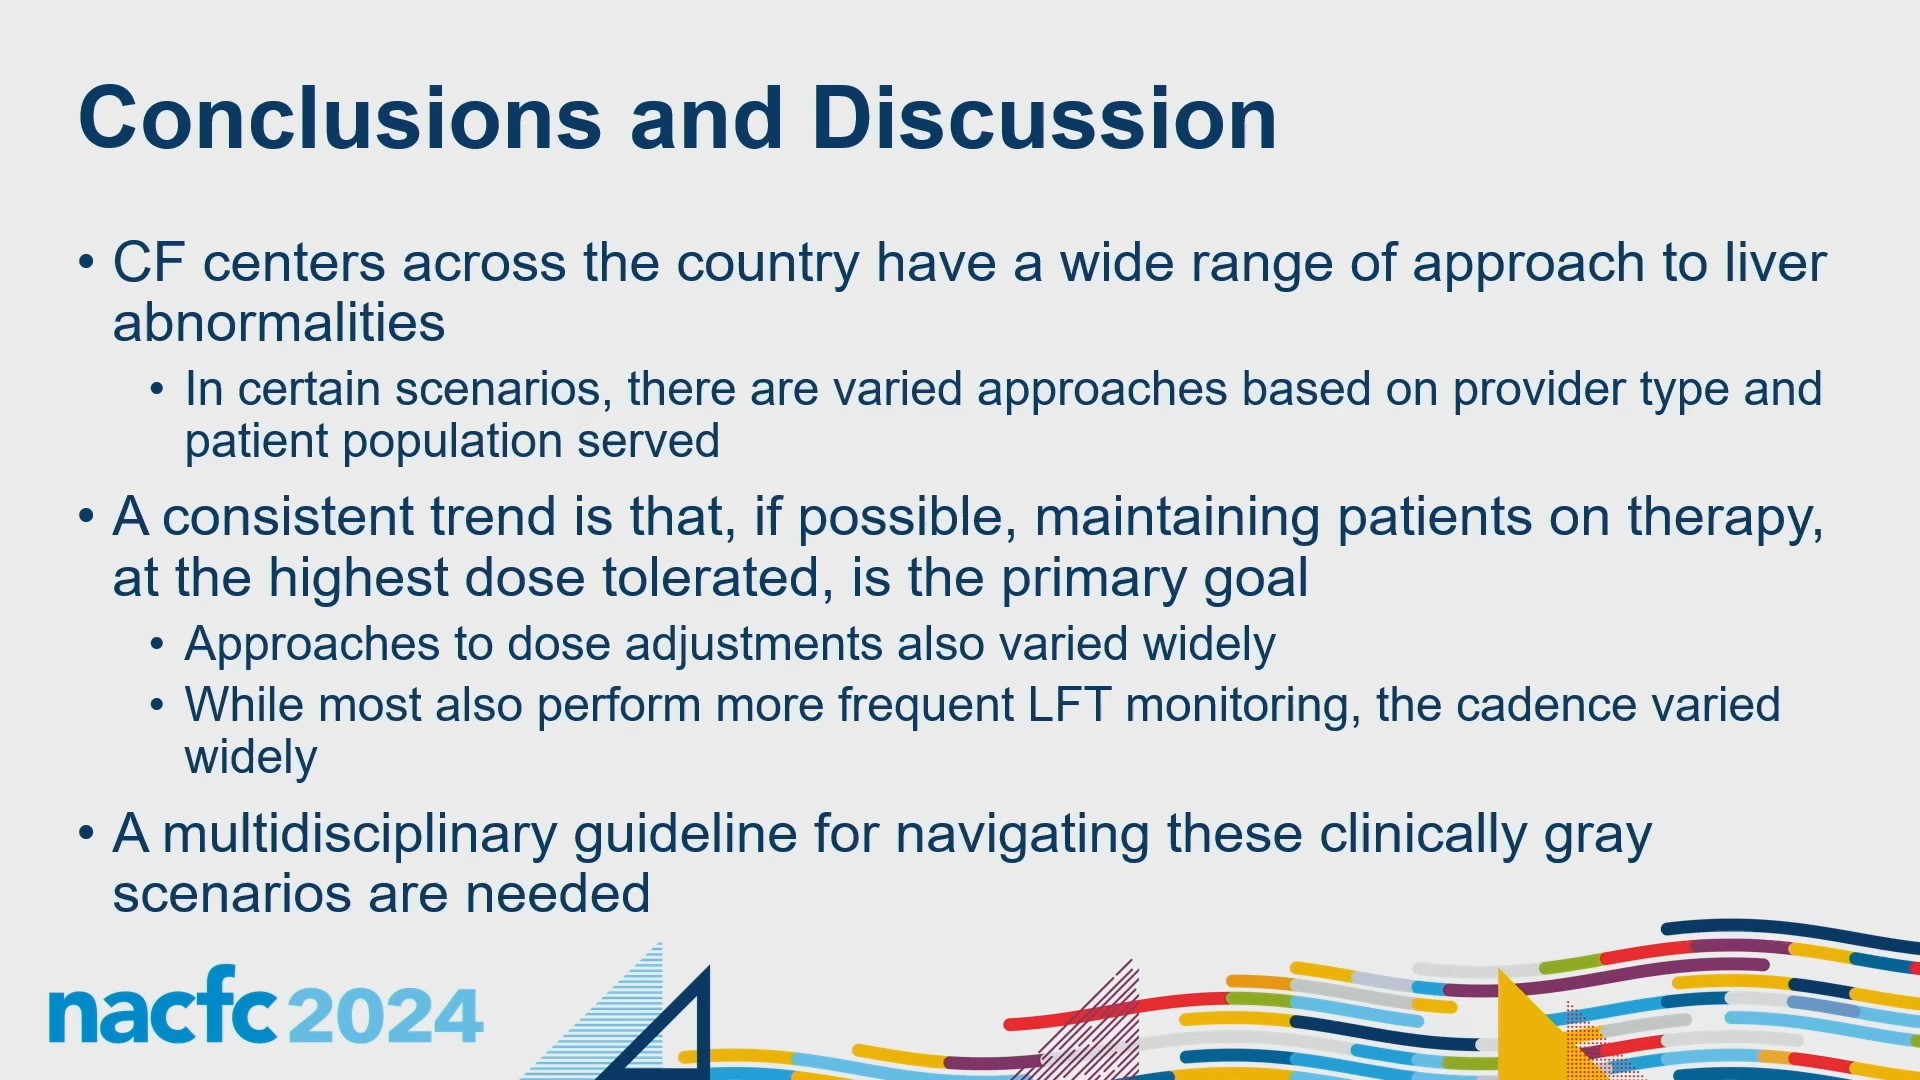 Conclusions and Discussion
• CF centers across the country have a wide range of approach to liver
abnormalities
• In certain scenarios, there are varied approaches based on provider type and
patient population served
• A consistent trend is that, if possible, maintaining patients on therapy,
at the highest dose tolerated, is the primary goal
• Approaches to dose adjustments also varied widely
• While most also perform more frequent LFT monitoring, the cadence varied
widely
• A multidisciplinary guideline for navigating these clinically gray
scenarios are needed
nacfc 2024